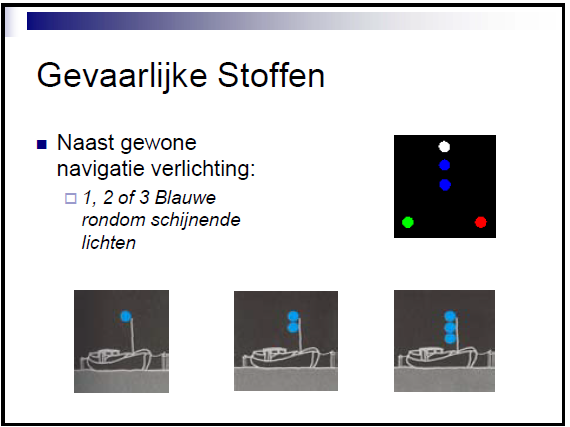 Gevaarlijke Stoffen
Naast gewone
navigatie verlichting:
1, 2 of 3 Blauwe
rondom schijnende
lichten